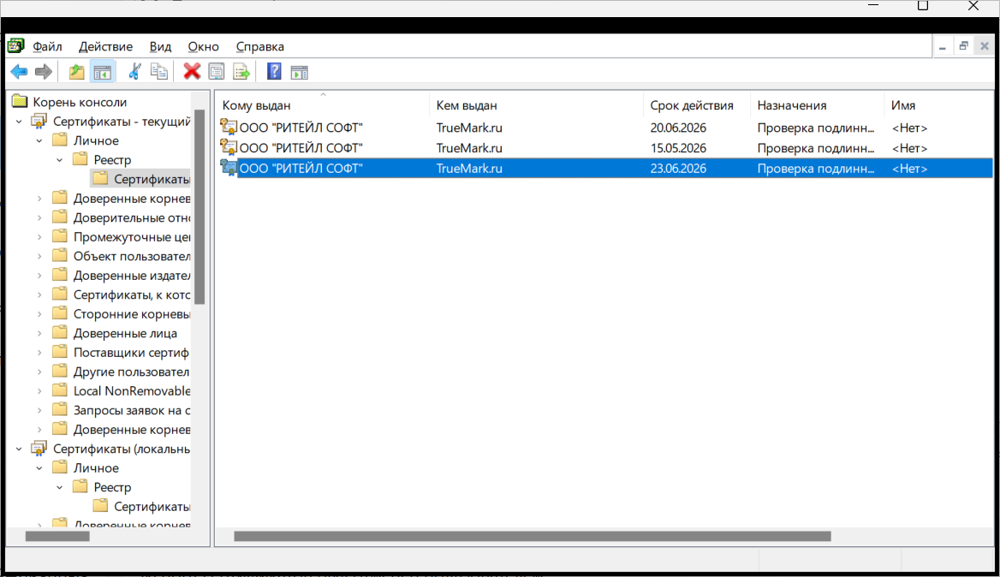 Файл Действие Вид Окно Справка
Корень консоли
Сертификаты - текущий
Личное
Реестр
Сертификаты
Доверенные корнев
Доверительные отно
Промежуточные цен
Объект пользовател
Доверенные издател
Сертификаты, к кото
Сторонние корневы
Доверенные лица
Поставщики сертиф
Другие пользовател
Local NonRemovable
Запросы заявок на с
Доверенные корнев
Сертификаты (локальны
Личное
Реестр
Сертификаты
Доверенные корнев
Кому выдан Кем выдан Срок действия Назначения Имя
ООО "РИТЕЙЛ СОФТ" TrueMark.ru 20.06.2026 Проверка подлинн... <Нет>
ООО "РИТЕЙЛ СОФТ" TrueMark.ru 15.05.2026 Проверка подлинн... <Нет>
ООО "РИТЕЙЛ СОФТ" TrueMark.ru 23.06.2026 Проверка подлинн... <Нет>